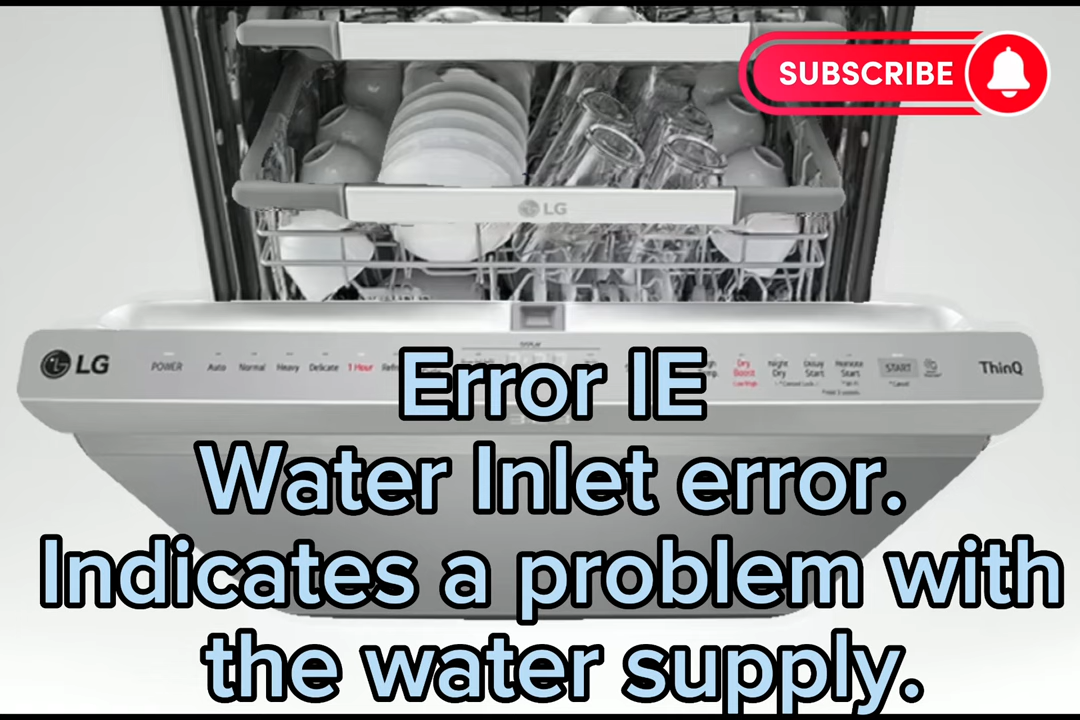 SUBSCRIBE
LG
LG
POWER
Auto
Normal
Heavy
Delicate
1 Hour
DISPLAY
Dry Boost
Night Dry
Delay Start
Remote Start
START
ThinQ
Error IE
Water Inlet error.
Indicates a problem with
the water supply.